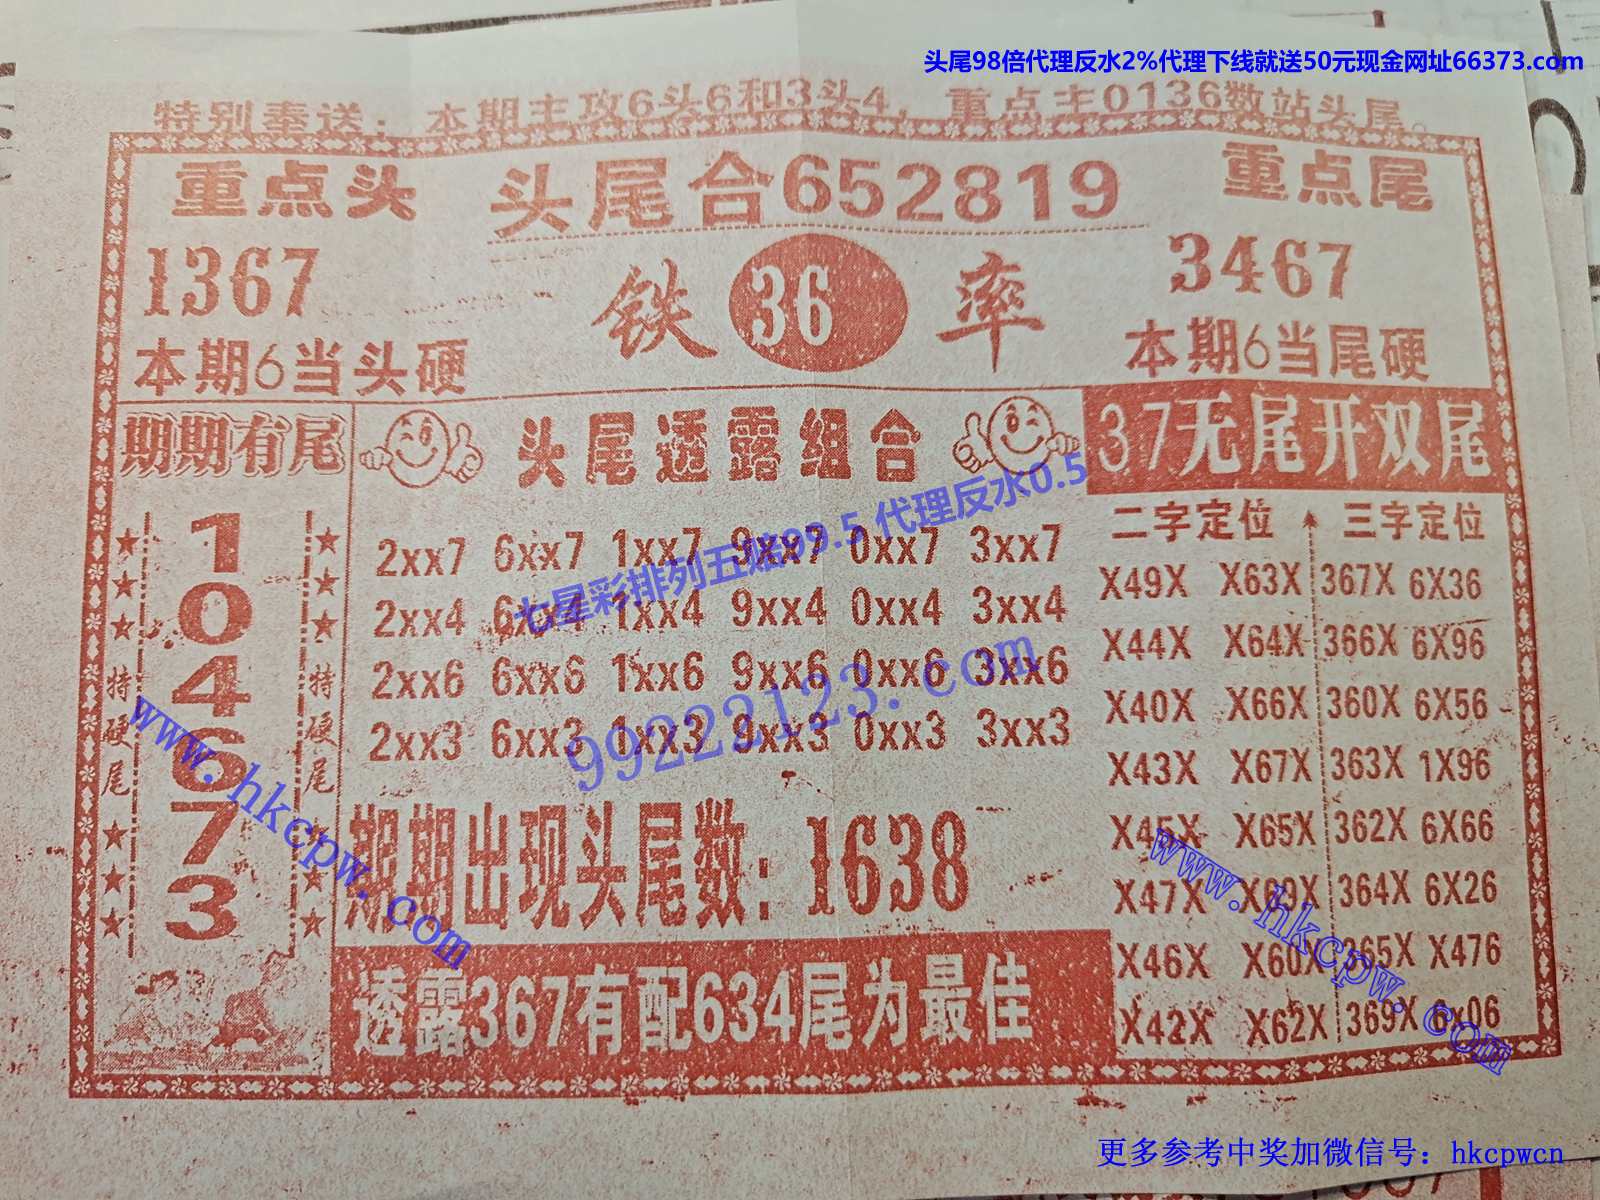 头尾98倍代理反水2%代理下线就送50元现金网址66373.com
特别奉送：本期主攻6头6和3头4，重点主0136数站头尾。
重点头
头尾合652819
重点尾
1367
铁 36 率
3467
本期6当头硬
本期6当尾硬
期期有尾
头尾透露组合
37无尾开双尾
1
0
4
6
7
3
特硬尾
特硬尾
2xx7 6xx7 1xx7 9xx7 0xx7 3xx7
2xx4 6xx4 1xx4 9xx4 0xx4 3xx4
2xx6 6xx6 1xx6 9xx6 0xx6 3xx6
2xx3 6xx3 1xx3 9xx3 0xx3 3xx3
期期出现头尾数：1638
透露367有配634尾为最佳
二字定位 三字定位
X49X X63X 367X 6X36
X44X X64X 366X 6X96
X40X X66X 360X 6X56
X43X X67X 363X 1X96
X45X X65X 362X 6X66
X47X X69X 364X 6X26
X46X X60X 365X X476
X42X X62X 369X 6x06
七星彩排列五赔99.5 代理反水0.5
99222123.com
www.hkcpw.com
www.hkcpw.com
更多参考中奖加微信号：hkcpwcn